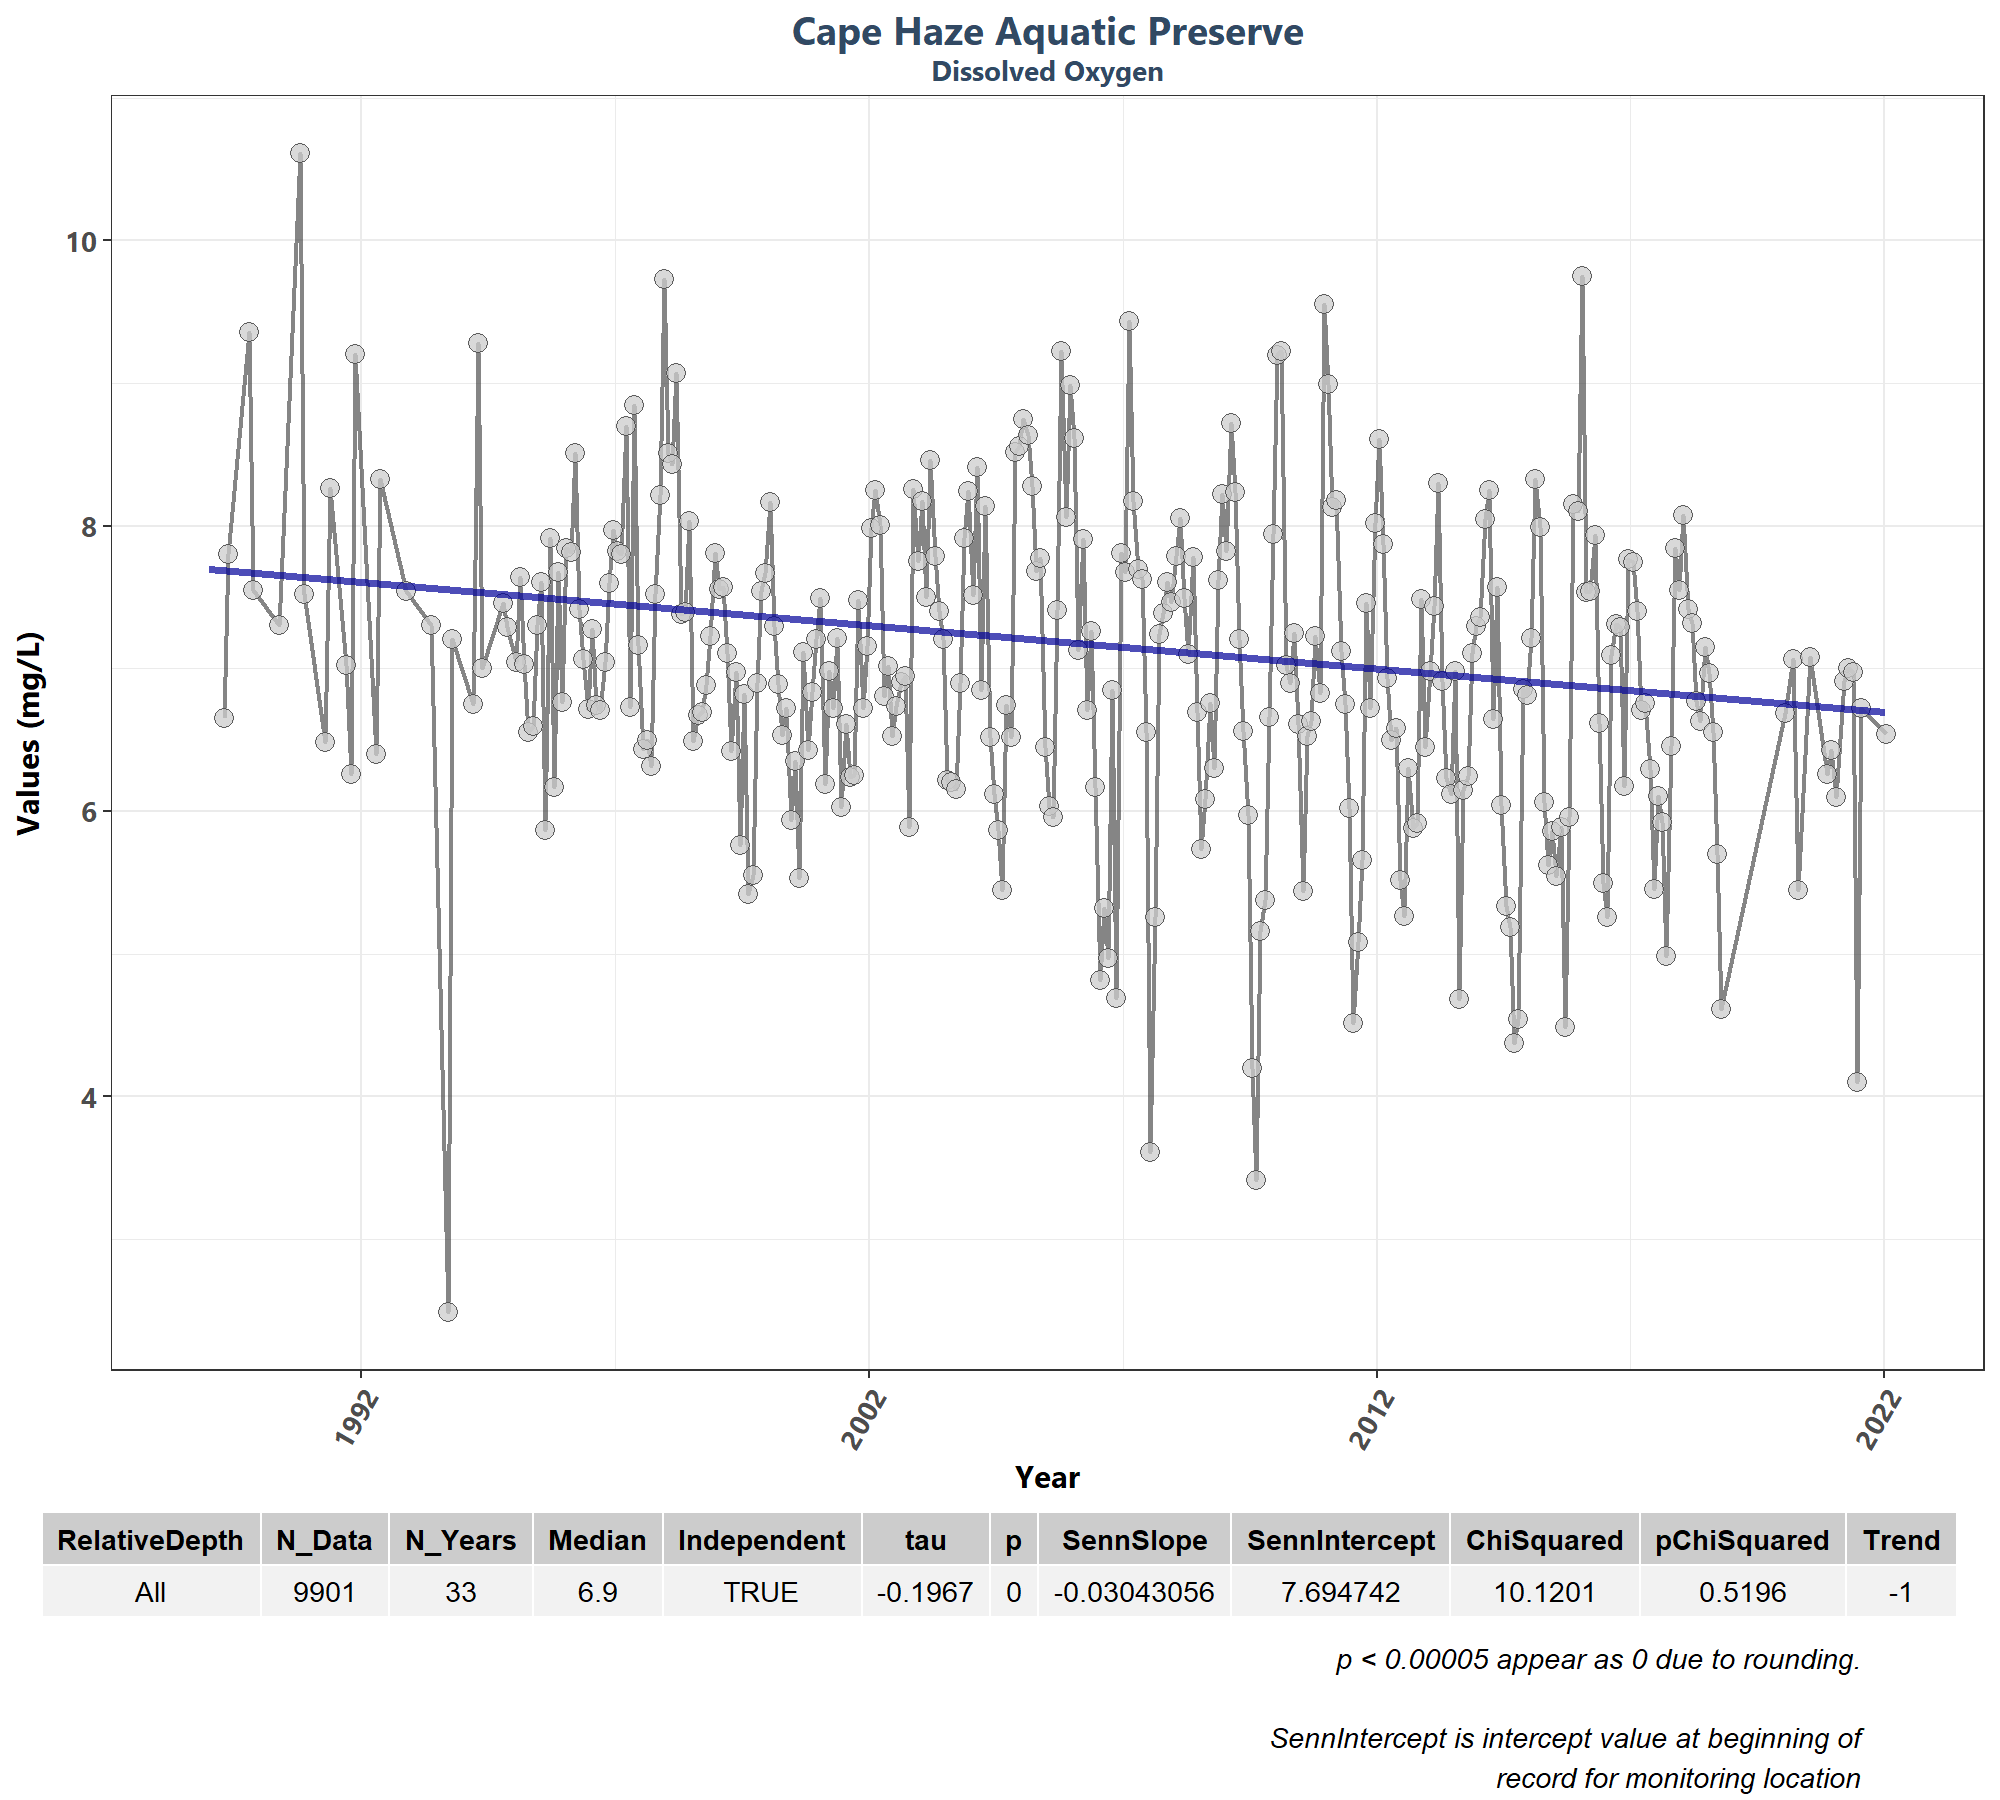 Cape Haze Aquatic Preserve
Dissolved Oxygen
Values (mg/L)
10
8
6
4
1992
2002
2012
2022
Year
RelativeDepth N_Data N_Years Median Independent tau p SennSlope SennIntercept ChiSquared pChiSquared Trend
All 9901 33 6.9 TRUE -0.1967 0 -0.03043056 7.694742 10.1201 0.5196 -1
p < 0.00005 appear as 0 due to rounding.
SennIntercept is intercept value at beginning of
record for monitoring location